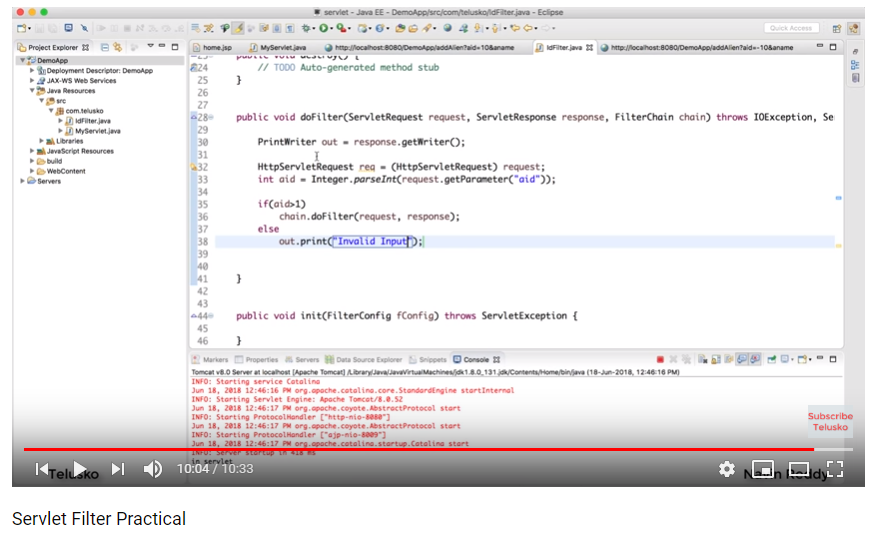 servlet - Java EE - DemoApp/src/com/telusko/IdFilter.java - Eclipse
Quick Access
Project Explorer
home.jsp
MyServlet.java
http://localhost:8080/DemoApp/addAlien?aid=10&aname
IdFilter.java
http://localhost:8080/DemoApp/addAlien?aid=-10&aname
DemoApp
Deployment Descriptor: DemoApp
JAX-WS Web Services
Java Resources
src
com.telusko
IdFilter.java
MyServlet.java
Libraries
JavaScript Resources
build
WebContent
Servers
23 public void destroy() {
24 // TODO Auto-generated method stub
25 }
26
27
28 public void doFilter(ServletRequest request, ServletResponse response, FilterChain chain) throws IOException, Se
29
30 PrintWriter out = response.getWriter();
31
32 HttpServletRequest req = (HttpServletRequest) request;
33 int aid = Integer.parseInt(request.getParameter("aid"));
34
35 if(aid>1)
36 chain.doFilter(request, response);
37 else
38 out.print("Invalid Input");
39
40
41 }
42
43
44 public void init(FilterConfig fConfig) throws ServletException {
45
46 }
Markers
Properties
Servers
Data Source Explorer
Snippets
Console
Tomcat v8.0 Server at localhost [Apache Tomcat] /Library/Java/JavaVirtualMachines/jdk1.8.0_131.jdk/Contents/Home/bin/java (18-Jun-2018, 12:46:16 PM)
INFO: Starting service Catalina
Jun 18, 2018 12:46:16 PM org.apache.catalina.core.StandardEngine startInternal
INFO: Starting Servlet Engine: Apache Tomcat/8.0.52
Jun 18, 2018 12:46:17 PM org.apache.coyote.AbstractProtocol start
INFO: Starting ProtocolHandler ["http-nio-8080"]
Jun 18, 2018 12:46:17 PM org.apache.coyote.AbstractProtocol start
INFO: Starting ProtocolHandler ["ajp-nio-8009"]
Jun 18, 2018 12:46:17 PM org.apache.catalina.startup.Catalina start
INFO: Server startup in 418 ms
in servlet
Subscribe
Telusko
Telusko
10:04 / 10:33
Navin Reddy
Servlet Filter Practical